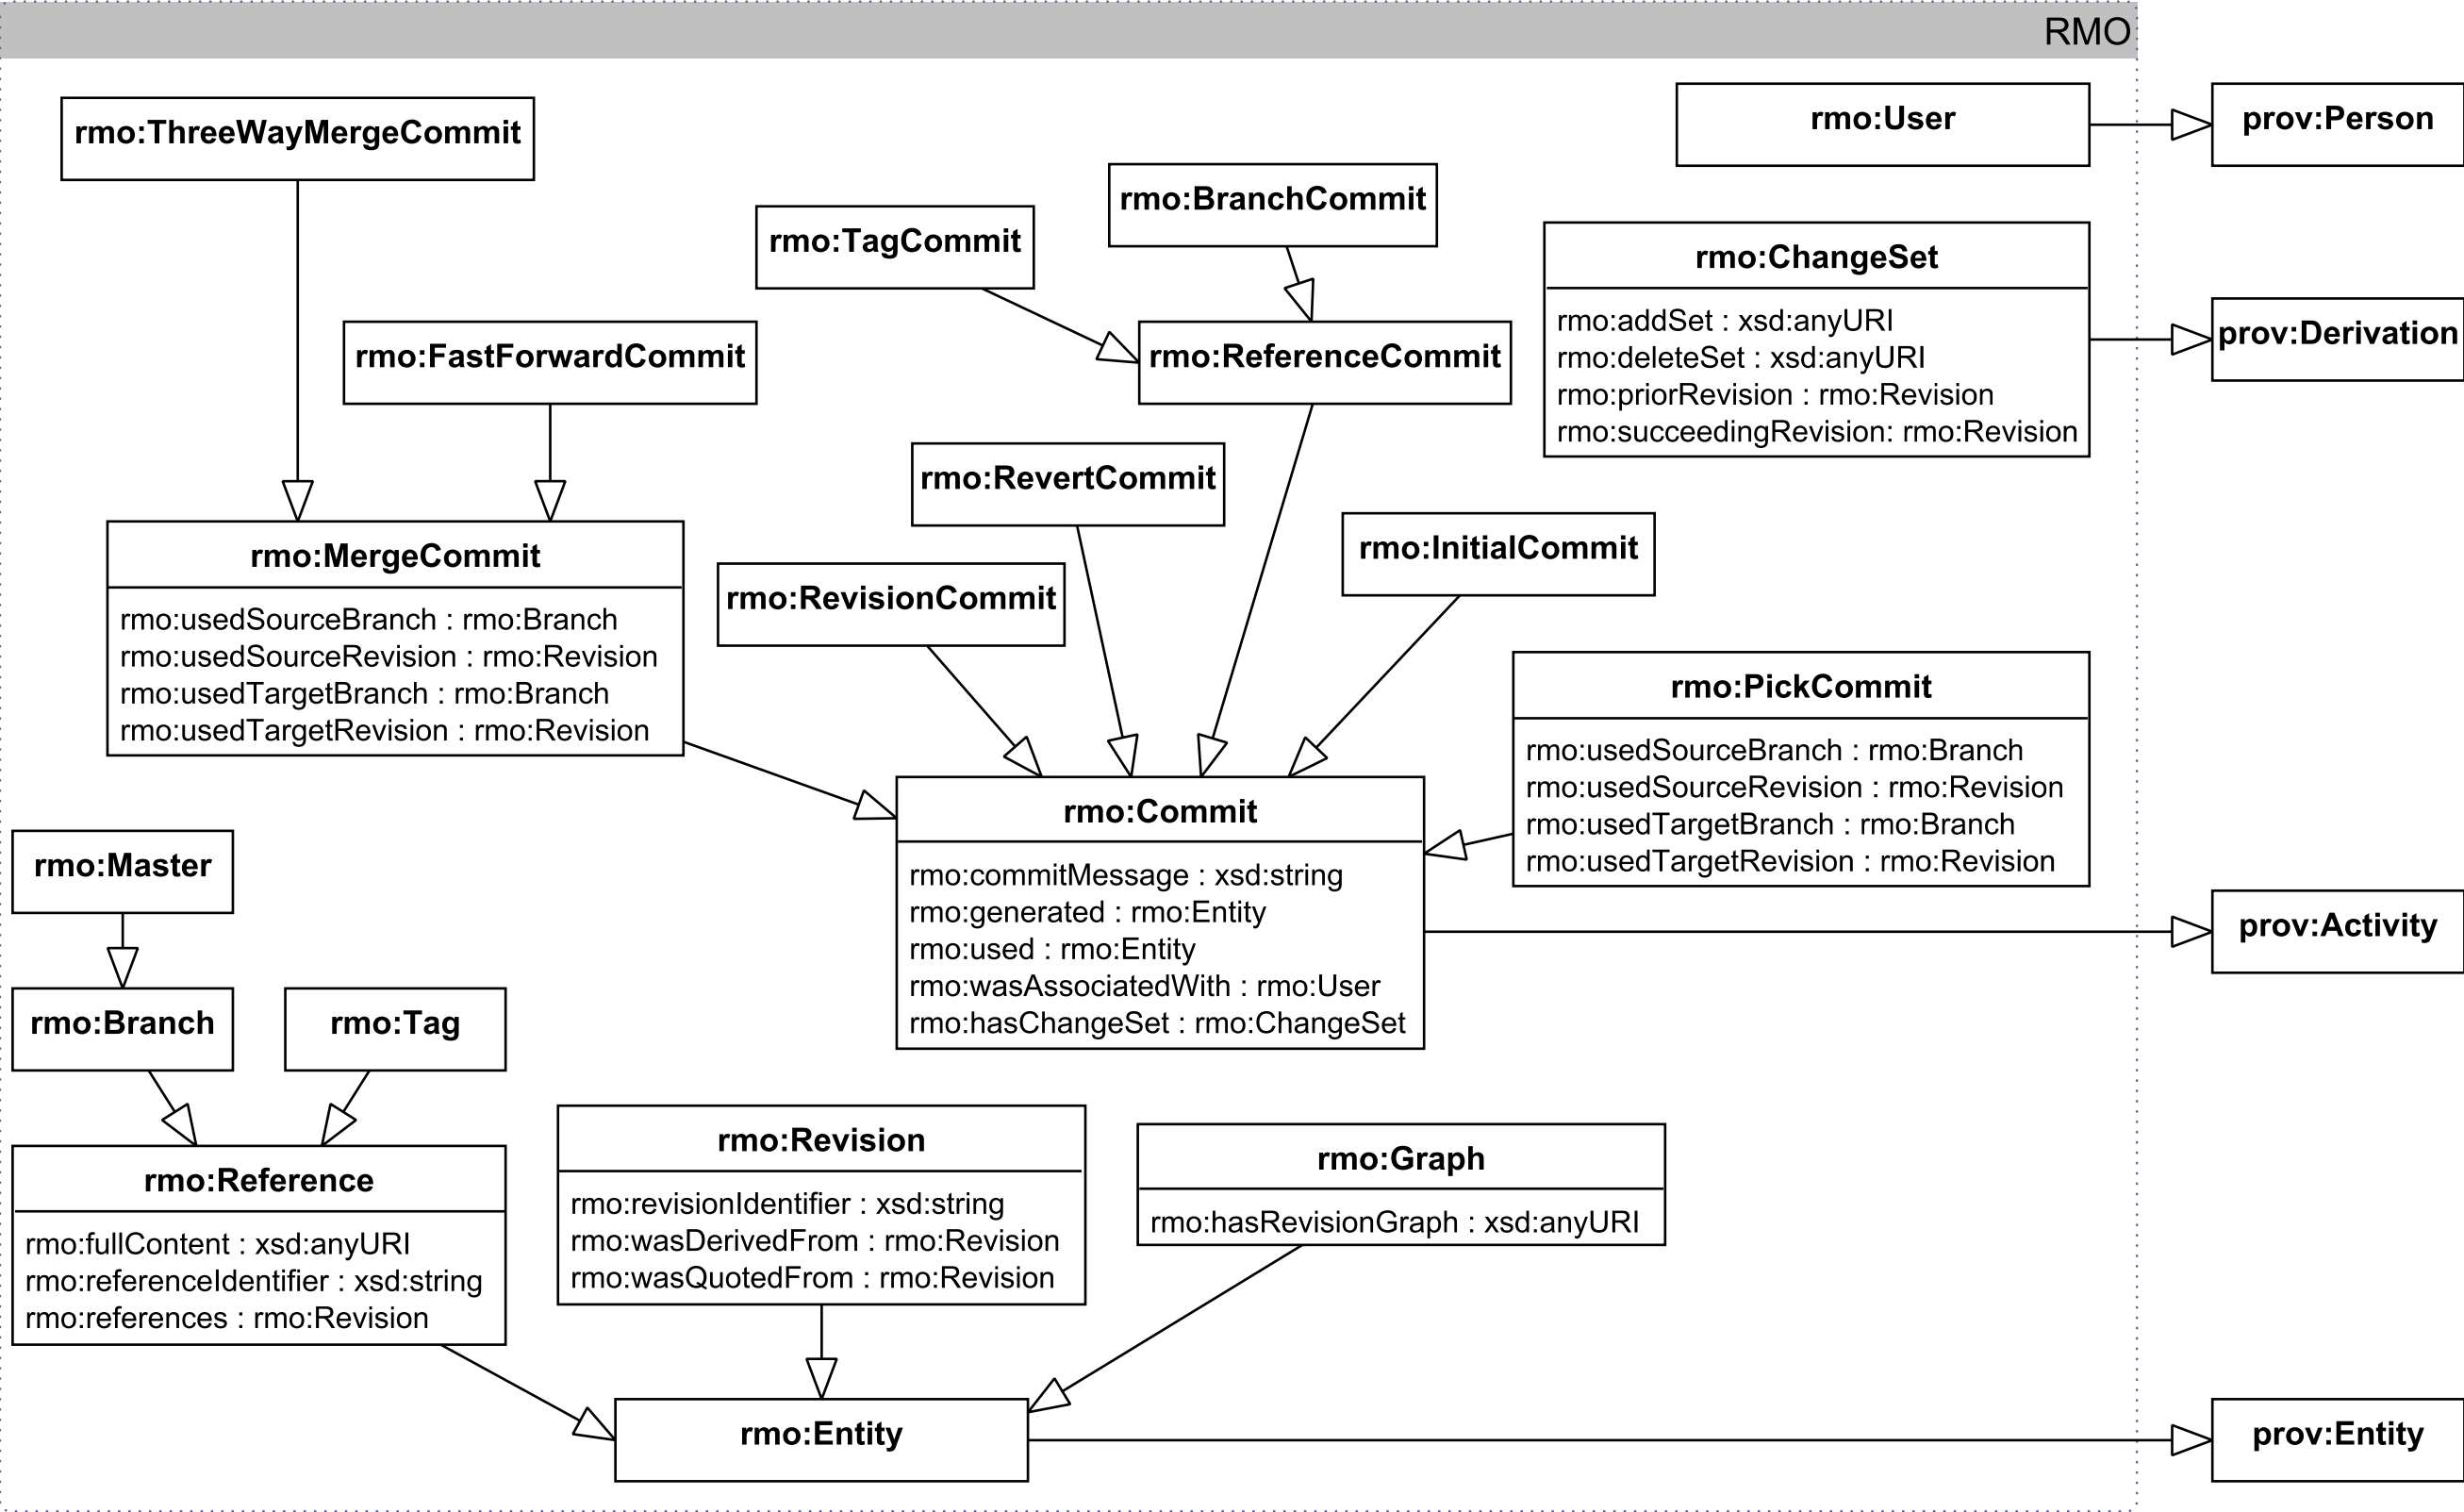 RMO
rmo:ThreeWayMergeCommit
rmo:User
prov:Person
rmo:BranchCommit
rmo:TagCommit
rmo:ChangeSet
rmo:addSet : xsd:anyURI
rmo:deleteSet : xsd:anyURI
rmo:priorRevision : rmo:Revision
rmo:succeedingRevision: rmo:Revision
prov:Derivation
rmo:FastForwardCommit
rmo:ReferenceCommit
rmo:RevertCommit
rmo:InitialCommit
rmo:RevisionCommit
rmo:MergeCommit
rmo:usedSourceBranch : rmo:Branch
rmo:usedSourceRevision : rmo:Revision
rmo:usedTargetBranch : rmo:Branch
rmo:usedTargetRevision : rmo:Revision
rmo:PickCommit
rmo:usedSourceBranch : rmo:Branch
rmo:usedSourceRevision : rmo:Revision
rmo:usedTargetBranch : rmo:Branch
rmo:usedTargetRevision : rmo:Revision
rmo:Commit
rmo:commitMessage : xsd:string
rmo:generated : rmo:Entity
rmo:used : rmo:Entity
rmo:wasAssociatedWith : rmo:User
rmo:hasChangeSet : rmo:ChangeSet
prov:Activity
rmo:Master
rmo:Branch
rmo:Tag
rmo:Reference
rmo:fullContent : xsd:anyURI
rmo:referenceIdentifier : xsd:string
rmo:references : rmo:Revision
rmo:Revision
rmo:revisionIdentifier : xsd:string
rmo:wasDerivedFrom : rmo:Revision
rmo:wasQuotedFrom : rmo:Revision
rmo:Graph
rmo:hasRevisionGraph : xsd:anyURI
rmo:Entity
prov:Entity